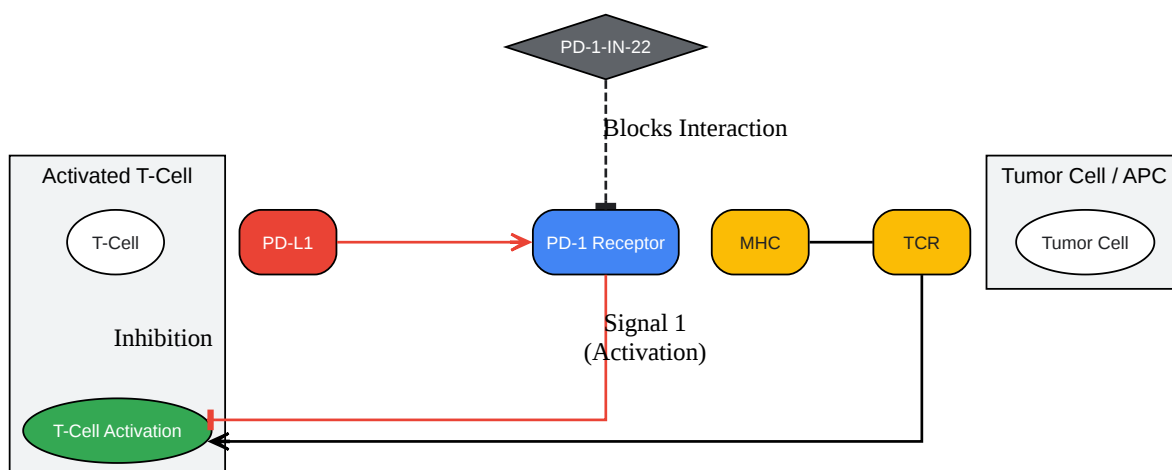 PD-1-IN-22
Blocks Interaction
Activated T-Cell
Tumor Cell / APC
T-Cell
PD-L1
PD-1 Receptor
MHC
TCR
Tumor Cell
Inhibition
Signal 1
(Activation)
T-Cell Activation